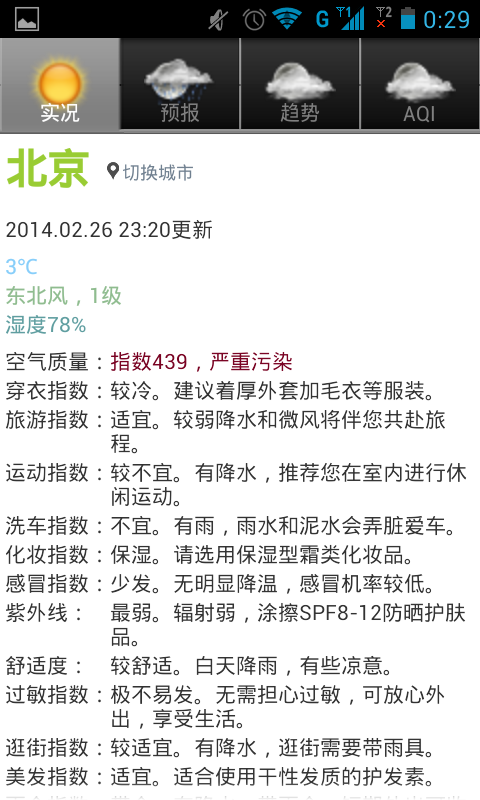 G 1 2 0:29
实况 预报 趋势 AQI
北京 切换城市
2014.02.26 23:20更新
3℃
东北风，1级
湿度78%
空气质量：指数439，严重污染
穿衣指数：较冷。建议着厚外套加毛衣等服装。
旅游指数：适宜。较弱降水和微风将伴您共赴旅
程。
运动指数：较不宜。有降水，推荐您在室内进行休
闲运动。
洗车指数：不宜。有雨，雨水和泥水会弄脏爱车。
化妆指数：保湿。请选用保湿型霜类化妆品。
感冒指数：少发。无明显降温，感冒机率较低。
紫外线： 最弱。辐射弱，涂擦SPF8-12防晒护肤
品。
舒适度： 较舒适。白天降雨，有些凉意。
过敏指数：极不易发。无需担心过敏，可放心外
出，享受生活。
逛街指数：较适宜。有降水，逛街需要带雨具。
美发指数：适宜。适合使用干性发质的护发素。